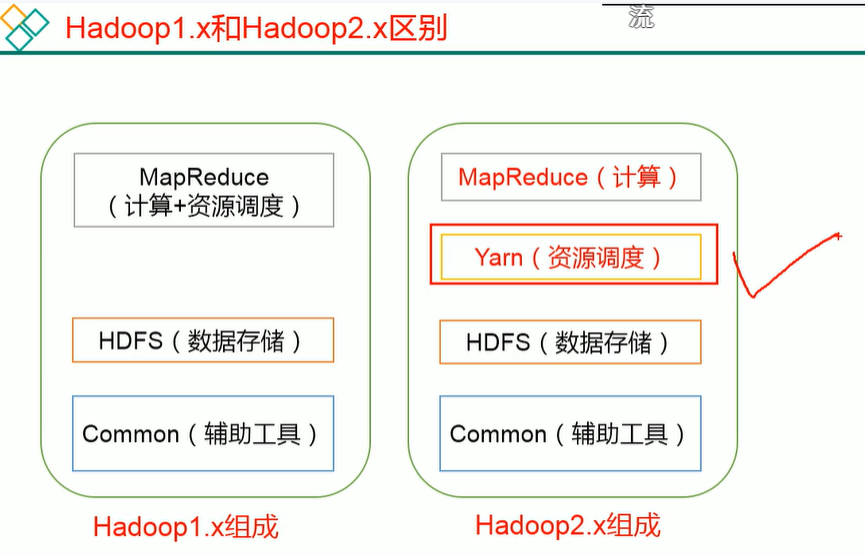 流
Hadoop1.x和Hadoop2.x区别
MapReduce
（计算+资源调度）
HDFS（数据存储）
Common（辅助工具）
Hadoop1.x组成
MapReduce（计算）
Yarn（资源调度）
HDFS（数据存储）
Common（辅助工具）
Hadoop2.x组成